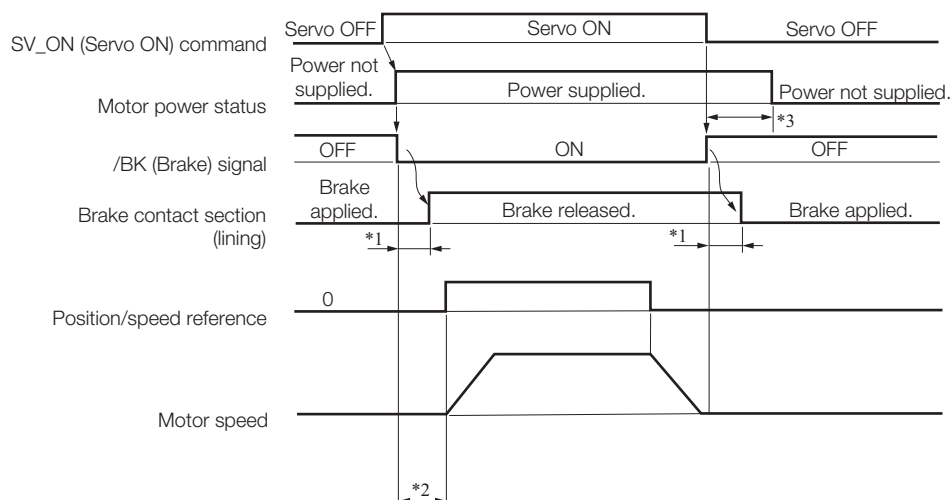 SV_ON (Servo ON) command
Servo OFF
Servo ON
Servo OFF
Motor power status
Power not
supplied.
Power supplied.
Power not supplied.
*3
/BK (Brake) signal
OFF
ON
OFF
Brake contact section
(lining)
Brake
applied.
Brake released.
Brake applied.
*1
*1
Position/speed reference
0
Motor speed
*2